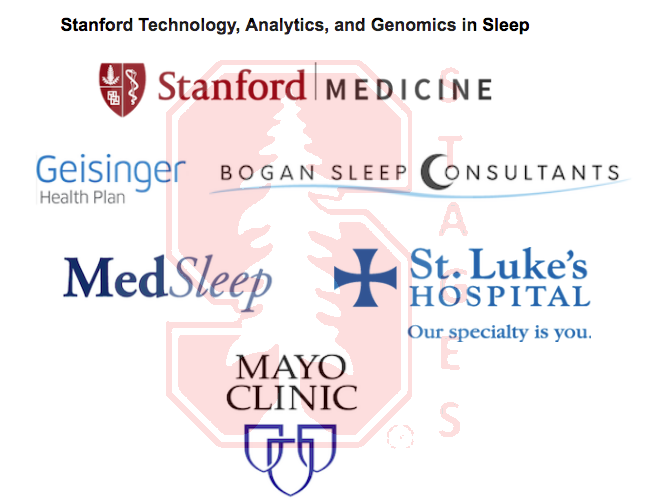 Stanford Technology, Analytics, and Genomics in Sleep
Stanford MEDICINE
Geisinger
Health Plan
BOGAN SLEEP CONSULTANTS
MedSleep
St. Luke's
HOSPITAL
Our specialty is you.
MAYO
CLINIC
STAGES